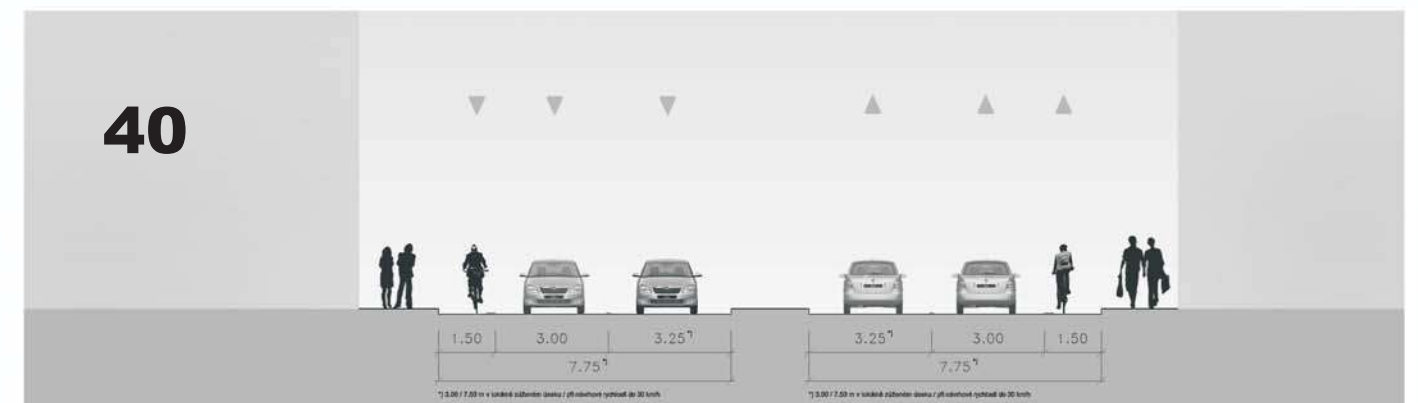 40
1.50 3.00 3.25*) 3.25*) 3.00 1.50
7.75*) 7.75*)
*) 3.00 / 7.50 m v lokálně zúženém úseku / při návrhové rychlosti do 30 km/h *) 3.00 / 7.50 m v lokálně zúženém úseku / při návrhové rychlosti do 30 km/h